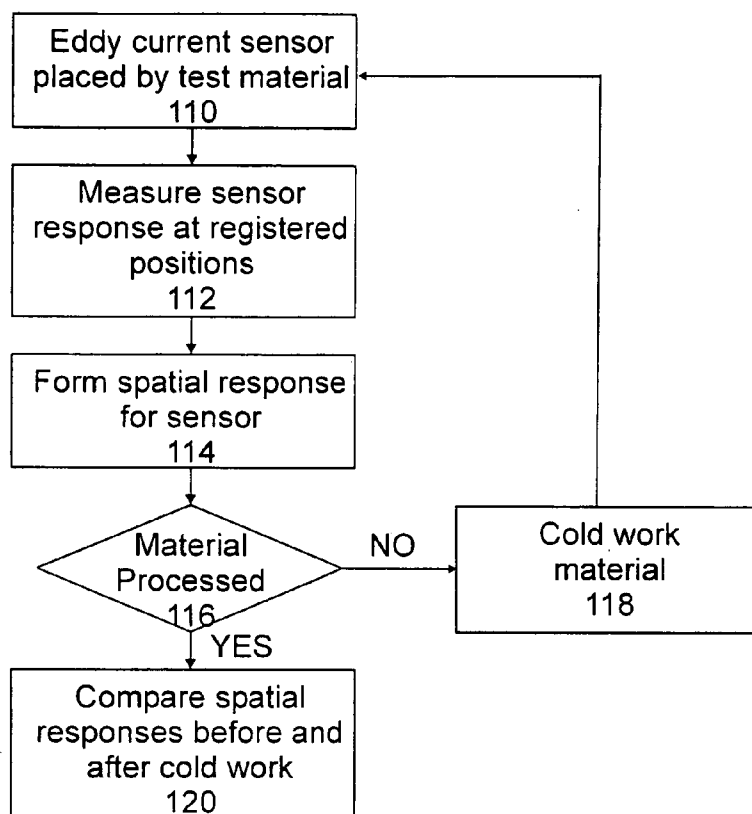 Eddy current sensor
placed by test material
110
Measure sensor
response at registered
positions
112
Form spatial response
for sensor
114
Material
Processed
116
NO
Cold work
material
118
YES
Compare spatial
responses before and
after cold work
120